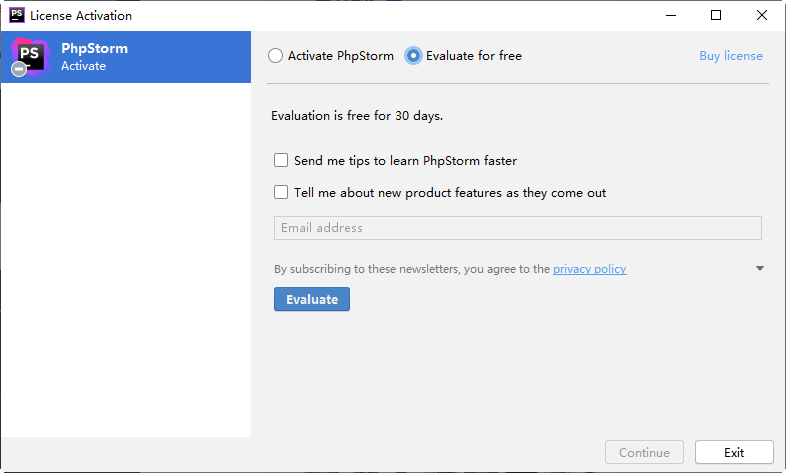 License Activation
PhpStorm
Activate
Activate PhpStorm
Evaluate for free
Buy license
Evaluation is free for 30 days.
Send me tips to learn PhpStorm faster
Tell me about new product features as they come out
Email address
By subscribing to these newsletters, you agree to the privacy policy
Evaluate
Continue
Exit